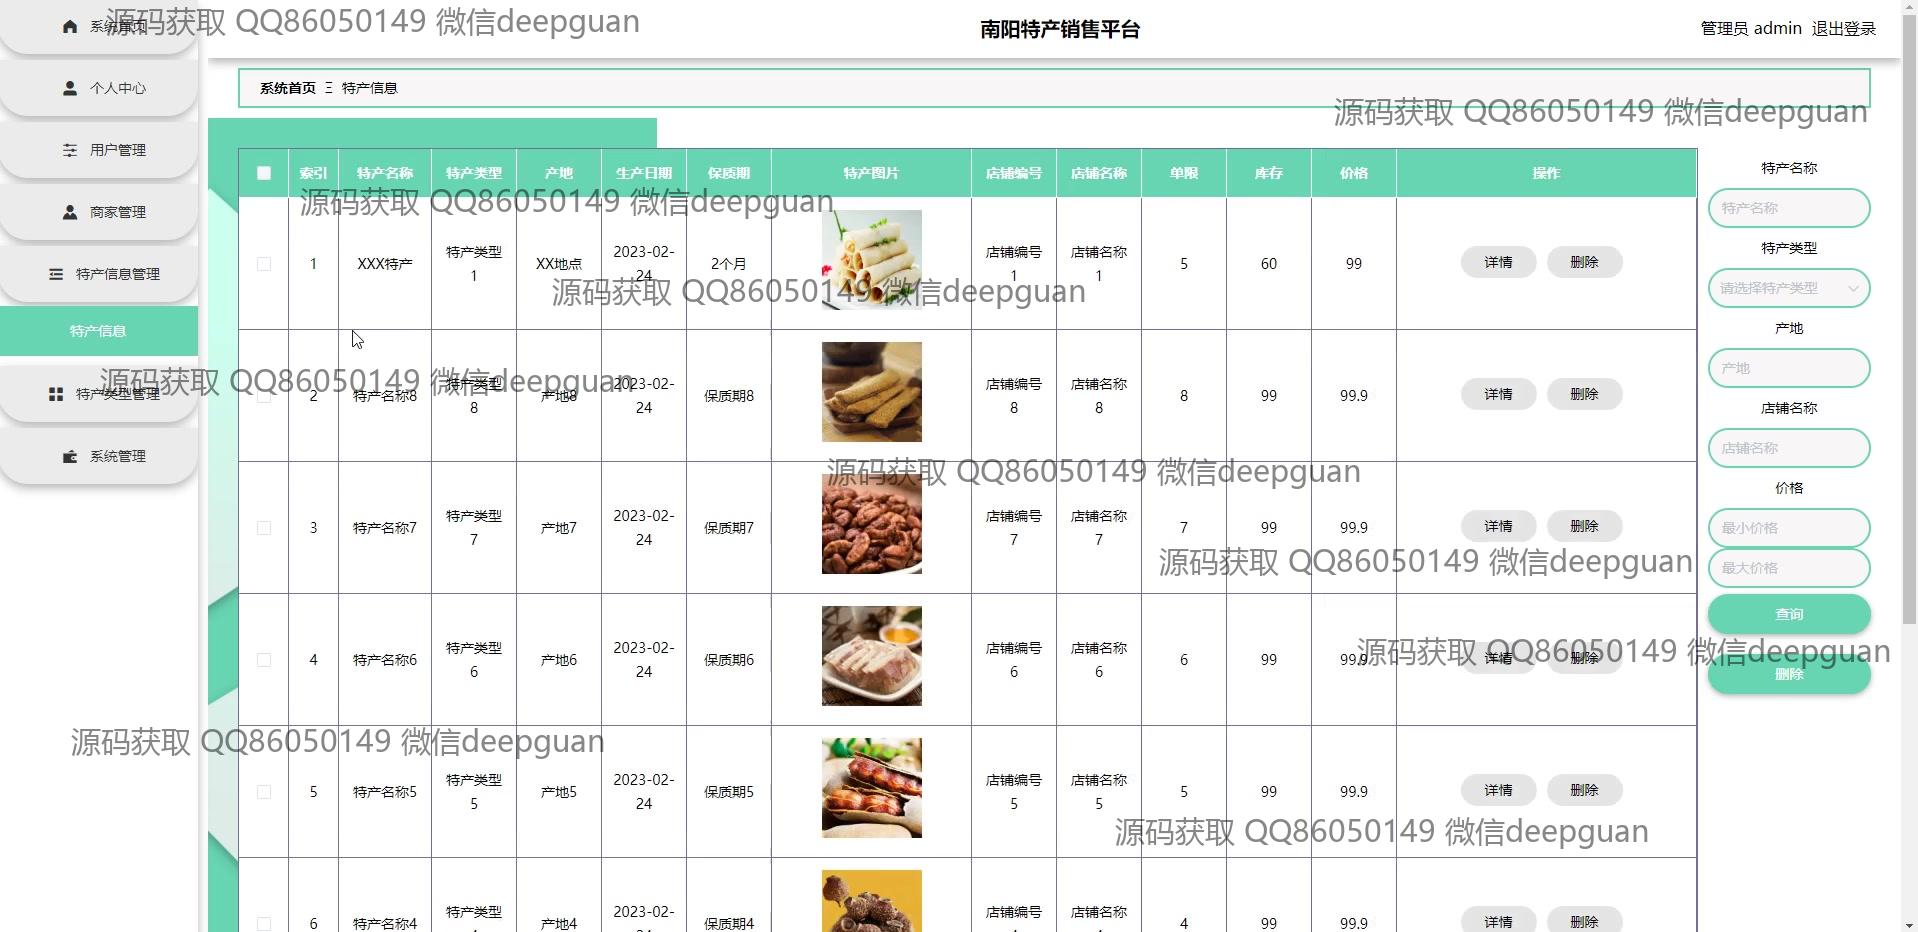 系统首页
源码获取 QQ86050149 微信deepguan
南阳特产销售平台
管理员 admin 退出登录
个人中心
用户管理
商家管理
特产信息管理
特产信息
特产类型管理
系统管理
系统首页 Ξ 特产信息
源码获取 QQ86050149 微信deepguan
索引 特产名称 特产类型 产地 生产日期 保质期 特产图片 店铺编号 店铺名称 单限 库存 价格 操作
源码获取 QQ86050149 微信deepguan
1 XXX特产 特产类型1 XX地点 2023-02-24 2个月 店铺编号1 店铺名称1 5 60 99 详情 删除
源码获取 QQ86050149 微信deepguan
源码获取 QQ86050149 微信deepguan
2 特产名称8 特产类型8 产地8 2023-02-24 保质期8 店铺编号8 店铺名称8 8 99 99.9 详情 删除
源码获取 QQ86050149 微信deepguan
3 特产名称7 特产类型7 产地7 2023-02-24 保质期7 店铺编号7 店铺名称7 7 99 99.9 详情 删除
源码获取 QQ86050149 微信deepguan
4 特产名称6 特产类型6 产地6 2023-02-24 保质期6 店铺编号6 店铺名称6 6 99 99.9 详情 删除
源码获取 QQ86050149 微信deepguan
源码获取 QQ86050149 微信deepguan
5 特产名称5 特产类型5 产地5 2023-02-24 保质期5 店铺编号5 店铺名称5 5 99 99.9 详情 删除
源码获取 QQ86050149 微信deepguan
6 特产名称4 特产类型 产地4 2023-02- 保质期4 店铺编号 店铺名称 4 99 99.9 详情 删除
特产名称
特产名称
特产类型
请选择特产类型
产地
产地
店铺名称
店铺名称
价格
最小价格
最大价格
查询
删除